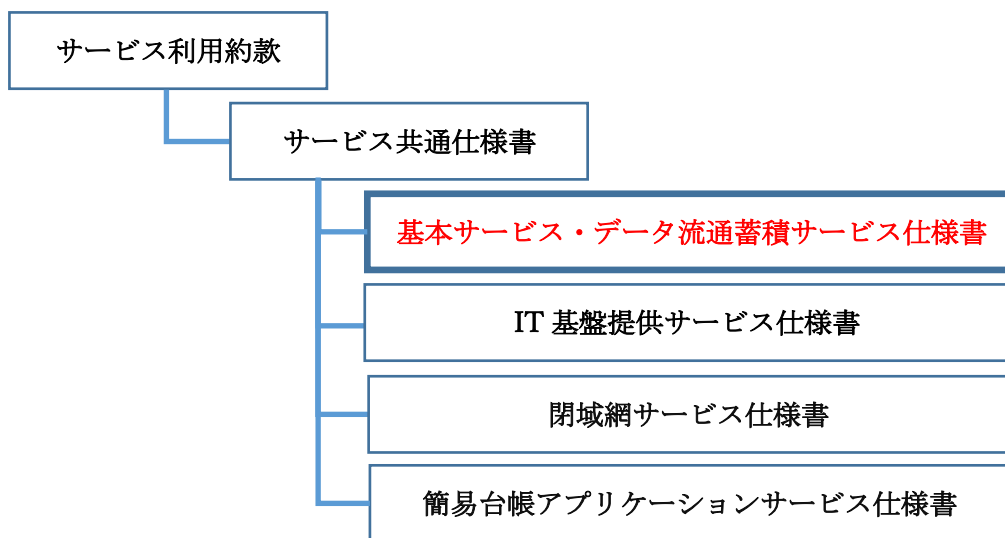 サービス利用約款
サービス共通仕様書
基本サービス・データ流通蓄積サービス仕様書
IT 基盤提供サービス仕様書
閉域網サービス仕様書
簡易台帳アプリケーションサービス仕様書